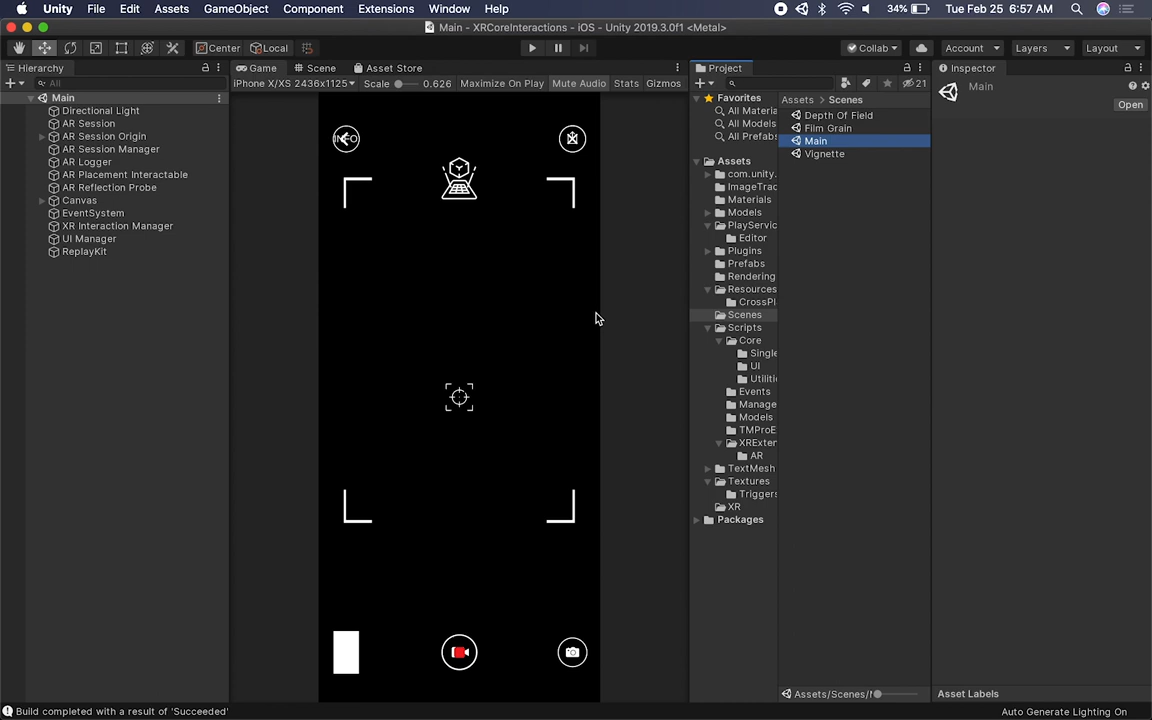 Unity File Edit Assets GameObject Component Extensions Window Help 34% Tue Feb 25 6:57 AM
Main - XRCoreInteractions - iOS - Unity 2019.3.0f1 <Metal>
Center Local Collab Account Layers Layout
Hierarchy Game Scene Asset Store Project Inspector
All iPhone X/XS 2436x1125 Scale 0.626 Maximize On Play Mute Audio Stats Gizmos 21
Main
Directional Light
AR Session
AR Session Origin
AR Session Manager
AR Logger
AR Placement Interactable
AR Reflection Probe
Canvas
EventSystem
XR Interaction Manager
UI Manager
ReplayKit
INFO
Favorites
All Materia
All Models
All Prefabs
Assets
com.unity.
ImageTrac
Materials
Models
PlayServic
Editor
Plugins
Prefabs
Rendering
Resources
CrossPl
Scenes
Scripts
Core
Single
UI
Utilitie
Events
Manage
Models
TMProE
XRExter
AR
TextMesh
Textures
Triggers
XR
Packages
Assets > Scenes
Depth Of Field
Film Grain
Main
Vignette
Assets/Scenes/
Main
Open
Asset Labels
Build completed with a result of 'Succeeded'
Auto Generate Lighting On